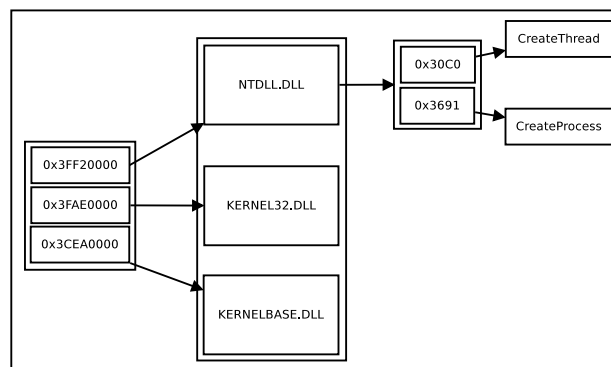 0x3FF20000
0x3FAE0000
0x3CEA0000
NTDLL.DLL
KERNEL32.DLL
KERNELBASE.DLL
0x30C0
0x3691
CreateThread
CreateProcess